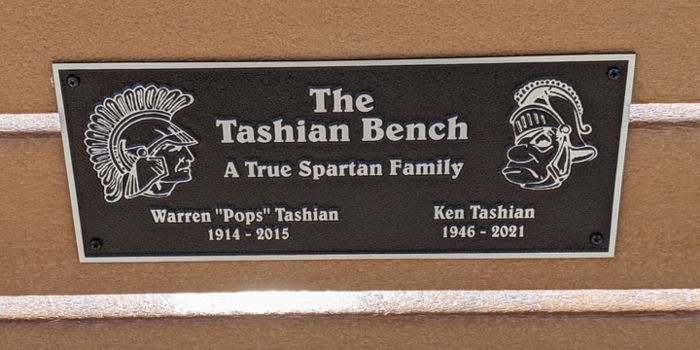 The
Tashian Bench
A True Spartan Family
Warren "Pops" Tashian
1914 - 2015
Ken Tashian
1946 - 2021